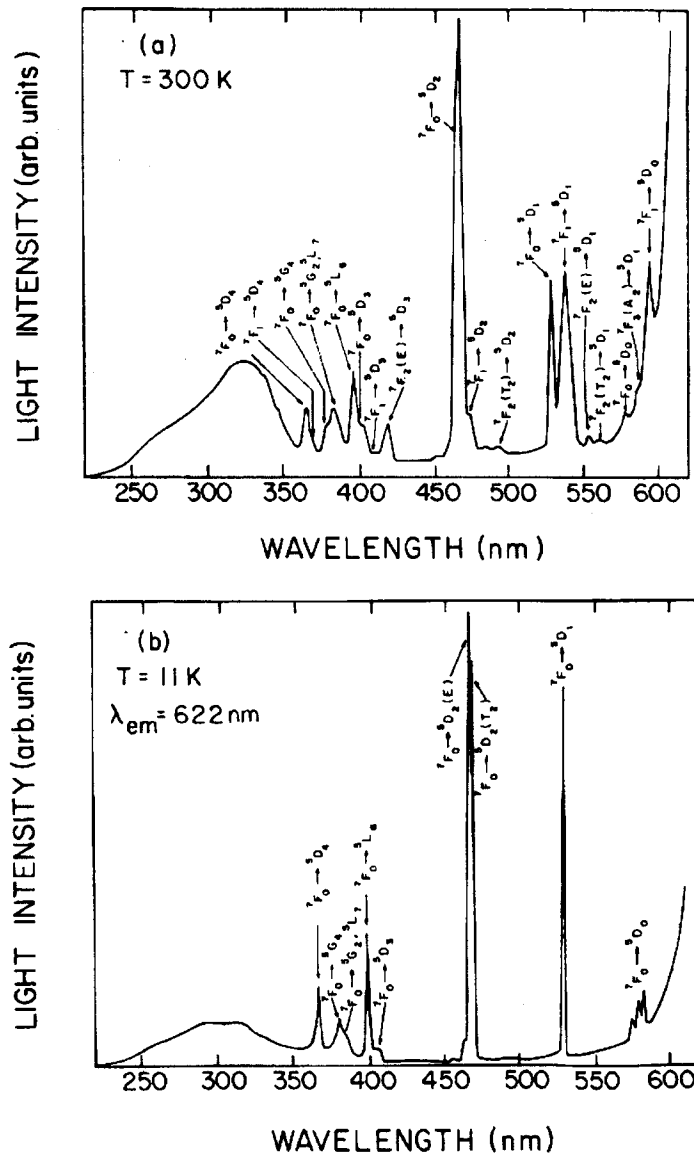 (a)
T = 300 K
LIGHT INTENSITY (arb. units)
⁷F₀→⁵D₄
⁷F₁→⁵D₄
⁷F₀→⁵G₄
⁷F₀→⁵G₂,L₇
⁷F₀→⁵L₆
⁷F₀→⁵D₃
⁷F₁→⁵D₃
⁷F₂(E)→⁵D₃
⁷F₀→⁵D₂
⁷F₁→⁵D₂
⁷F₂(T₂)→⁵D₂
⁷F₀→⁵D₁
⁷F₁→⁵D₁
⁷F₂(E)→⁵D₁
⁷F₂(T₂)→⁵D₁
⁷F₀→⁵D₀
⁷F₃(A₂)→⁵D₁
⁷F₁→⁵D₀
250 300 350 400 450 500 550 600
WAVELENGTH (nm)
(b)
T = 11 K
λem = 622 nm
LIGHT INTENSITY (arb. units)
⁷F₀→⁵D₄
⁷F₀→⁵G₄
⁷F₀→⁵G₂,⁵L₇
⁷F₀→⁵L₆
⁷F₀→⁵D₃
⁷F₀→⁵D₂(E)
⁷F₀→⁵D₂(T₂)
⁷F₀→⁵D₁
⁷F₀→⁵D₀
250 300 350 400 450 500 550 600
WAVELENGTH (nm)